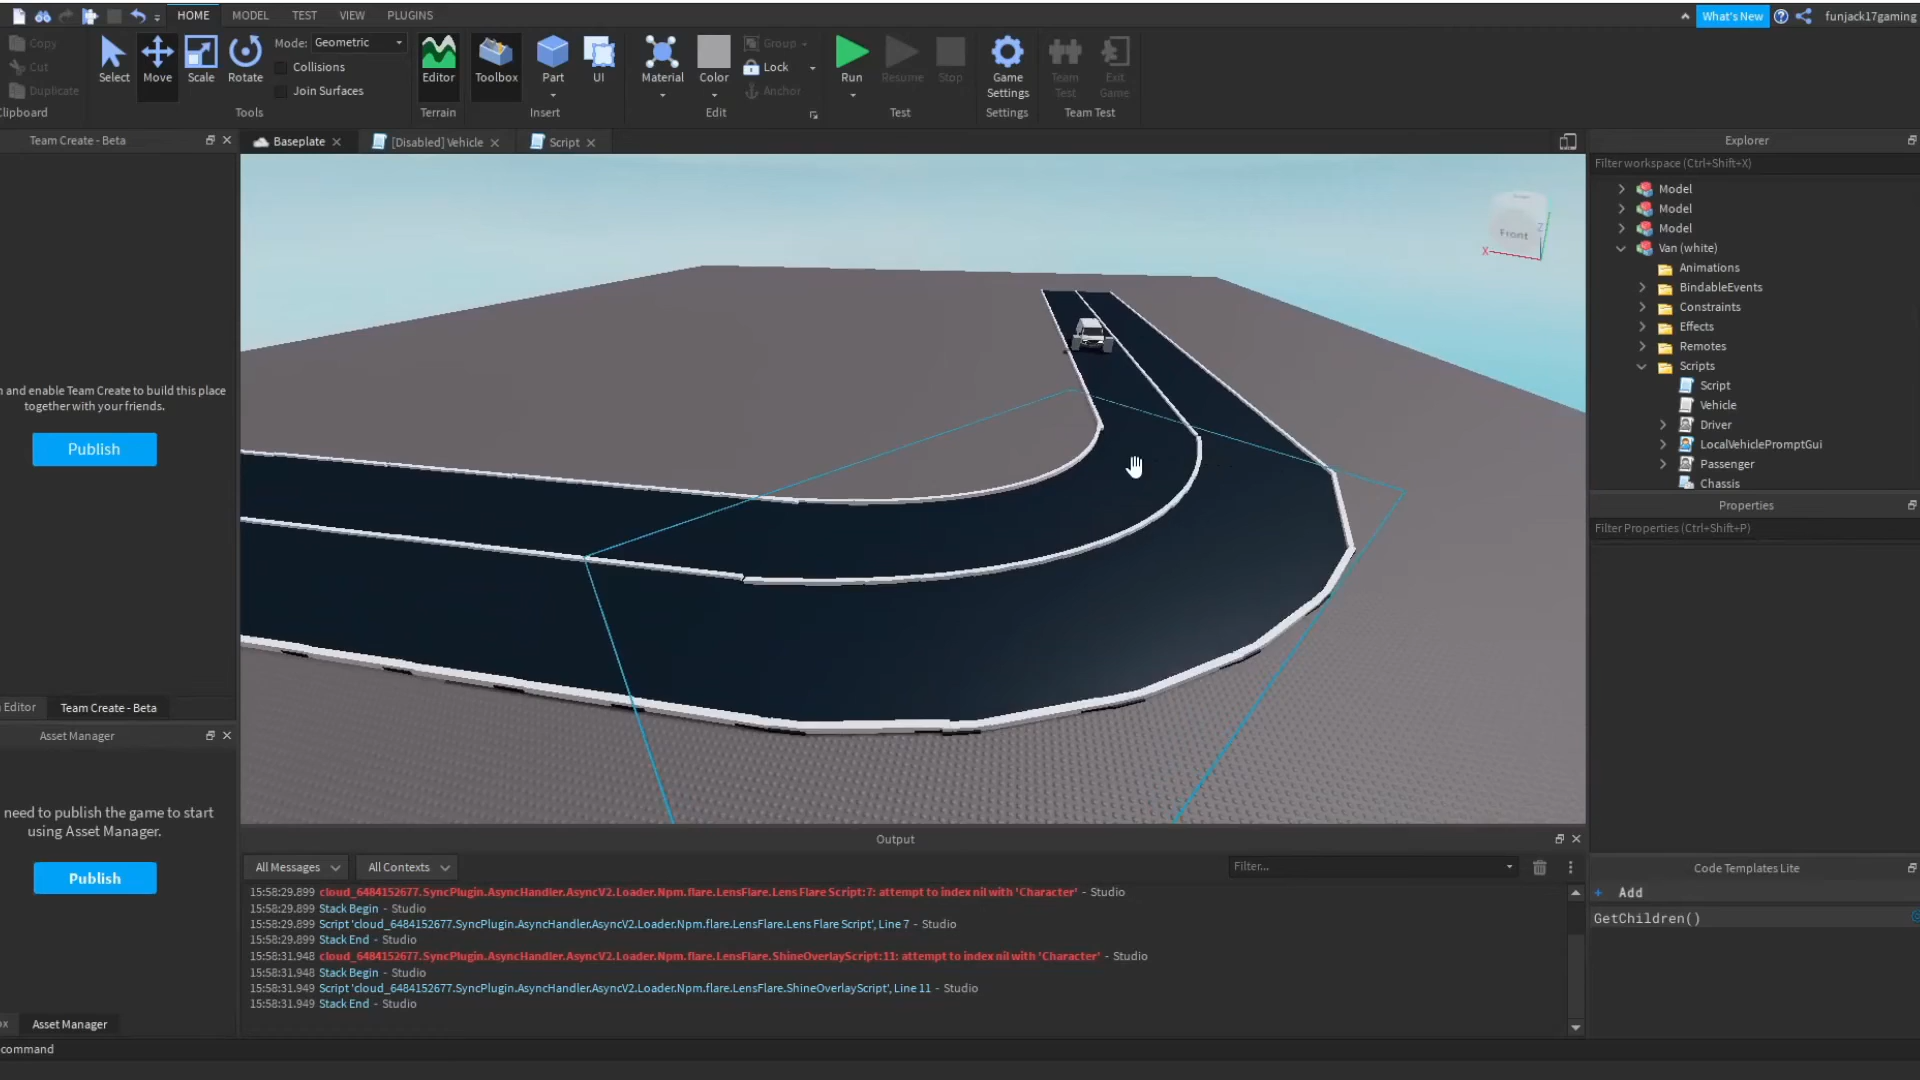 HOME
MODEL
TEST
VIEW
PLUGINS
What's New
funjack17gaming
Copy
Cut
Duplicate
Clipboard
Select
Move
Scale
Rotate
Mode: Geometric
Collisions
Join Surfaces
Tools
Editor
Terrain
Toolbox
Part
UI
Insert
Material
Color
Group
Lock
Anchor
Edit
Run
Resume
Stop
Test
Game Settings
Settings
Team Test
Exit Game
Team Test
Team Create - Beta
Baseplate
[Disabled] Vehicle
Script
n and enable Team Create to build this place
together with your friends.
Publish
Editor
Team Create - Beta
Asset Manager
need to publish the game to start
using Asset Manager.
Publish
ox
Asset Manager
command
Front
X
Z
Output
All Messages
All Contexts
Filter...
15:58:29.899 cloud_6484152677.SyncPlugin.AsyncHandler.AsyncV2.Loader.Npm.flare.LensFlare.Lens Flare Script:7: attempt to index nil with 'Character' - Studio
15:58:29.899 Stack Begin - Studio
15:58:29.899 Script 'cloud_6484152677.SyncPlugin.AsyncHandler.AsyncV2.Loader.Npm.flare.LensFlare.Lens Flare Script', Line 7 - Studio
15:58:29.899 Stack End - Studio
15:58:31.948 cloud_6484152677.SyncPlugin.AsyncHandler.AsyncV2.Loader.Npm.flare.LensFlare.ShineOverlayScript:11: attempt to index nil with 'Character' - Studio
15:58:31.949 Stack Begin - Studio
15:58:31.949 Script 'cloud_6484152677.SyncPlugin.AsyncHandler.AsyncV2.Loader.Npm.flare.LensFlare.ShineOverlayScript', Line 11 - Studio
15:58:31.949 Stack End - Studio
Explorer
Filter workspace (Ctrl+Shift+X)
Model
Model
Model
Van (white)
Animations
BindableEvents
Constraints
Effects
Remotes
Scripts
Script
Vehicle
Driver
LocalVehiclePromptGui
Passenger
Chassis
Properties
Filter Properties (Ctrl+Shift+P)
Code Templates Lite
+ Add
GetChildren()